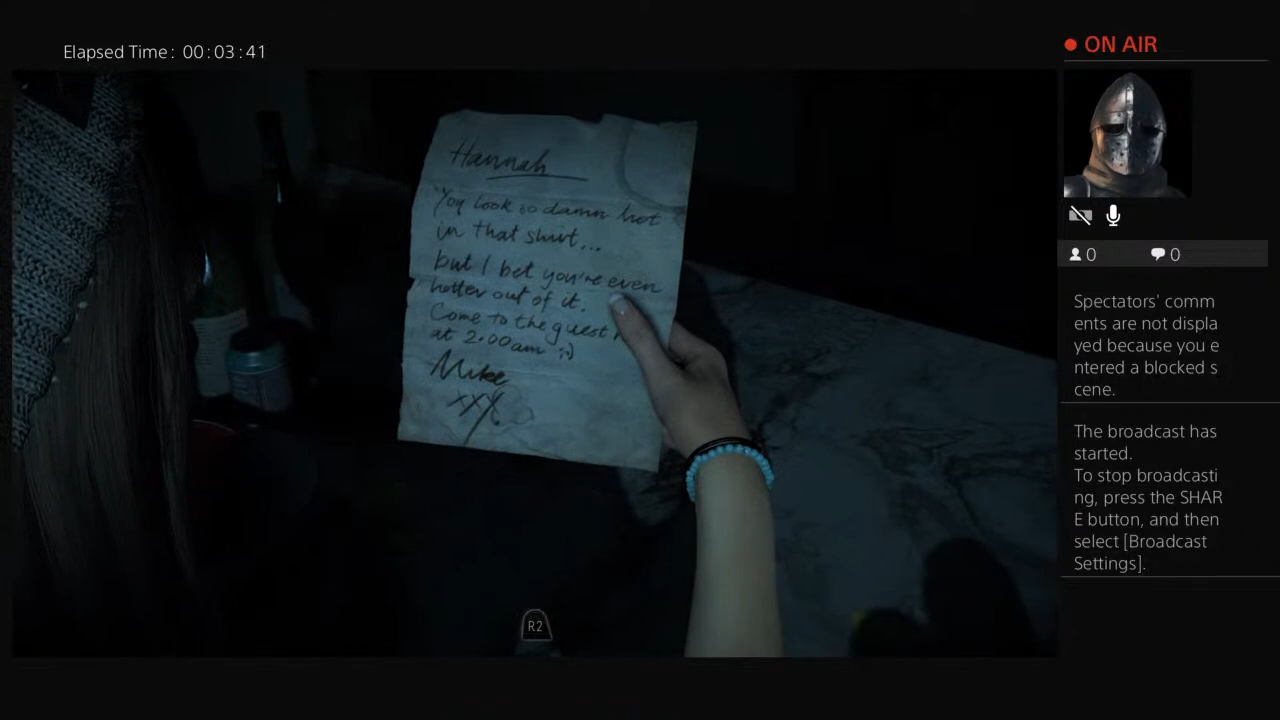 Elapsed Time: 00:03:41
ON AIR
Hannah
You look so damn hot
in that shirt...
but I bet you're even
hotter out of it.
Come to the guest
at 2.00am ;)
Mike
xxx
R2
0
0
Spectators' comm
ents are not displa
yed because you e
ntered a blocked s
cene.
The broadcast has
started.
To stop broadcasti
ng, press the SHAR
E button, and then
select [Broadcast
Settings].